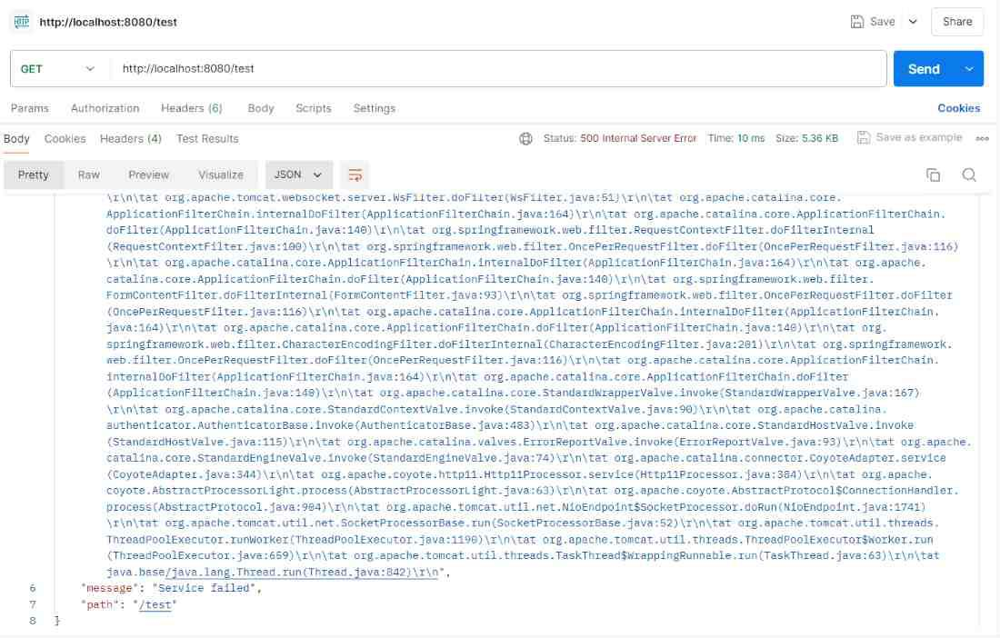 HTTP http://localhost:8080/test Save Share
GET http://localhost:8080/test Send
Params Authorization Headers (6) Body Scripts Settings Cookies
Body Cookies Headers (4) Test Results Status: 500 Internal Server Error Time: 10 ms Size: 5.36 KB Save as example
Pretty Raw Preview Visualize JSON
\r\n\tat org.apache.tomcat.websocket.server.WsFilter.doFilter(WsFilter.java:51)\r\n\tat org.apache.catalina.core.
ApplicationFilterChain.internalDoFilter(ApplicationFilterChain.java:164)\r\n\tat org.apache.catalina.core.ApplicationFilterChain.
doFilter(ApplicationFilterChain.java:140)\r\n\tat org.springframework.web.filter.RequestContextFilter.doFilterInternal
(RequestContextFilter.java:100)\r\n\tat org.springframework.web.filter.OncePerRequestFilter.doFilter(OncePerRequestFilter.java:116)
\r\n\tat org.apache.catalina.core.ApplicationFilterChain.internalDoFilter(ApplicationFilterChain.java:164)\r\n\tat org.apache.
catalina.core.ApplicationFilterChain.doFilter(ApplicationFilterChain.java:140)\r\n\tat org.springframework.web.filter.
FormContentFilter.doFilterInternal(FormContentFilter.java:93)\r\n\tat org.springframework.web.filter.OncePerRequestFilter.doFilter
(OncePerRequestFilter.java:116)\r\n\tat org.apache.catalina.core.ApplicationFilterChain.internalDoFilter(ApplicationFilterChain.
java:164)\r\n\tat org.apache.catalina.core.ApplicationFilterChain.doFilter(ApplicationFilterChain.java:140)\r\n\tat org.
springframework.web.filter.CharacterEncodingFilter.doFilterInternal(CharacterEncodingFilter.java:201)\r\n\tat org.springframework.
web.filter.OncePerRequestFilter.doFilter(OncePerRequestFilter.java:116)\r\n\tat org.apache.catalina.core.ApplicationFilterChain.
internalDoFilter(ApplicationFilterChain.java:164)\r\n\tat org.apache.catalina.core.ApplicationFilterChain.doFilter
(ApplicationFilterChain.java:140)\r\n\tat org.apache.catalina.core.StandardWrapperValve.invoke(StandardWrapperValve.java:167)
\r\n\tat org.apache.catalina.core.StandardContextValve.invoke(StandardContextValve.java:90)\r\n\tat org.apache.catalina.
authenticator.AuthenticatorBase.invoke(AuthenticatorBase.java:483)\r\n\tat org.apache.catalina.core.StandardHostValve.invoke
(StandardHostValve.java:115)\r\n\tat org.apache.catalina.valves.ErrorReportValve.invoke(ErrorReportValve.java:93)\r\n\tat org.apache.
catalina.core.StandardEngineValve.invoke(StandardEngineValve.java:74)\r\n\tat org.apache.catalina.connector.CoyoteAdapter.service
(CoyoteAdapter.java:344)\r\n\tat org.apache.coyote.http11.Http11Processor.service(Http11Processor.java:384)\r\n\tat org.apache.
coyote.AbstractProcessorLight.process(AbstractProcessorLight.java:63)\r\n\tat org.apache.coyote.AbstractProtocol$ConnectionHandler.
process(AbstractProtocol.java:904)\r\n\tat org.apache.tomcat.util.net.NioEndpoint$SocketProcessor.doRun(NioEndpoint.java:1741)
\r\n\tat org.apache.tomcat.util.net.SocketProcessorBase.run(SocketProcessorBase.java:52)\r\n\tat org.apache.tomcat.util.threads.
ThreadPoolExecutor.runWorker(ThreadPoolExecutor.java:1190)\r\n\tat org.apache.tomcat.util.threads.ThreadPoolExecutor$Worker.run
(ThreadPoolExecutor.java:659)\r\n\tat org.apache.tomcat.util.threads.TaskThread$WrappingRunnable.run(TaskThread.java:63)\r\n\tat
java.base/java.lang.Thread.run(Thread.java:842)\r\n",
6 "message": "Service failed",
7 "path": "/test"
8 }